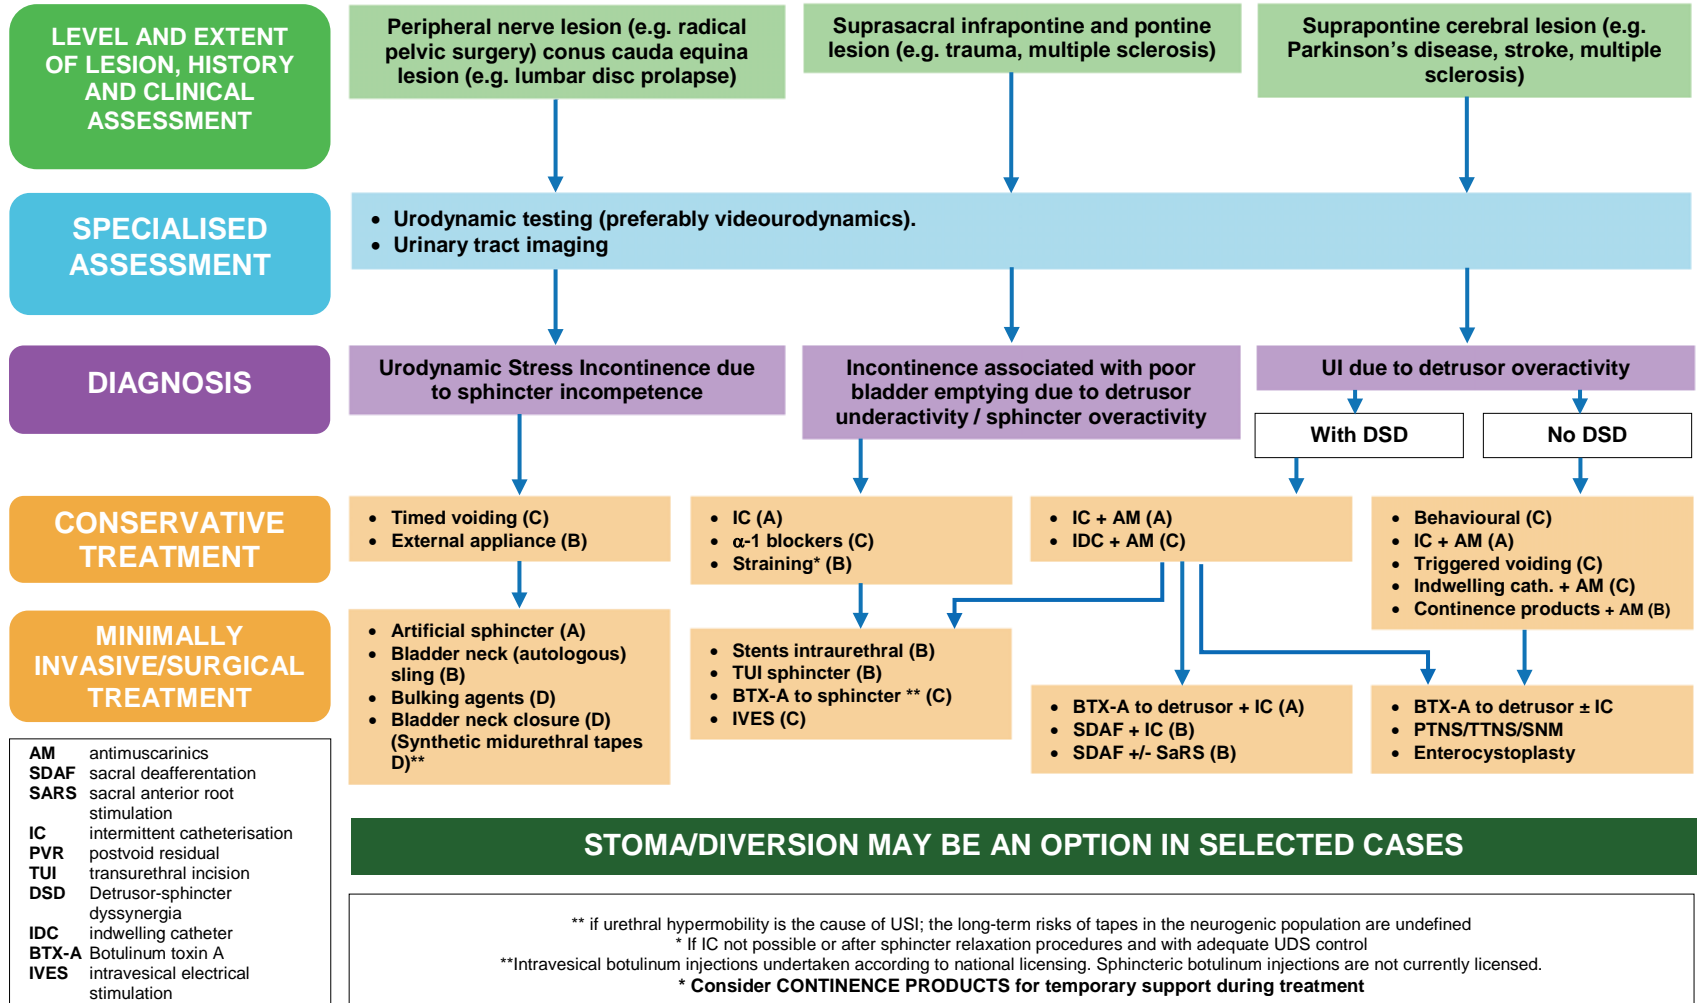 LEVEL AND EXTENT
OF LESION, HISTORY
AND CLINICAL
ASSESSMENT
Peripheral nerve lesion (e.g. radical
pelvic surgery) conus cauda equina
lesion (e.g. lumbar disc prolapse)
Suprasacral infrapontine and pontine
lesion (e.g. trauma, multiple sclerosis)
Suprapontine cerebral lesion (e.g.
Parkinson's disease, stroke, multiple
sclerosis)
SPECIALISED
ASSESSMENT
• Urodynamic testing (preferably videourodynamics).
• Urinary tract imaging
DIAGNOSIS
Urodynamic Stress Incontinence due
to sphincter incompetence
Incontinence associated with poor
bladder emptying due to detrusor
underactivity / sphincter overactivity
UI due to detrusor overactivity
With DSD
No DSD
CONSERVATIVE
TREATMENT
• Timed voiding (C)
• External appliance (B)
• IC (A)
• α-1 blockers (C)
• Straining* (B)
• IC + AM (A)
• IDC + AM (C)
• Behavioural (C)
• IC + AM (A)
• Triggered voiding (C)
• Indwelling cath. + AM (C)
• Continence products + AM (B)
MINIMALLY
INVASIVE/SURGICAL
TREATMENT
• Artificial sphincter (A)
• Bladder neck (autologous)
sling (B)
• Bulking agents (D)
• Bladder neck closure (D)
(Synthetic midurethral tapes
D)**
• Stents intraurethral (B)
• TUI sphincter (B)
• BTX-A to sphincter ** (C)
• IVES (C)
• BTX-A to detrusor + IC (A)
• SDAF + IC (B)
• SDAF +/- SaRS (B)
• BTX-A to detrusor ± IC
• PTNS/TTNS/SNM
• Enterocystoplasty
AM antimuscarinics
SDAF sacral deafferentation
SARS sacral anterior root
stimulation
IC intermittent catheterisation
PVR postvoid residual
TUI transurethral incision
DSD Detrusor-sphincter
dyssynergia
IDC indwelling catheter
BTX-A Botulinum toxin A
IVES intravesical electrical
stimulation
STOMA/DIVERSION MAY BE AN OPTION IN SELECTED CASES
** if urethral hypermobility is the cause of USI; the long-term risks of tapes in the neurogenic population are undefined
* If IC not possible or after sphincter relaxation procedures and with adequate UDS control
**Intravesical botulinum injections undertaken according to national licensing. Sphincteric botulinum injections are not currently licensed.
* Consider CONTINENCE PRODUCTS for temporary support during treatment